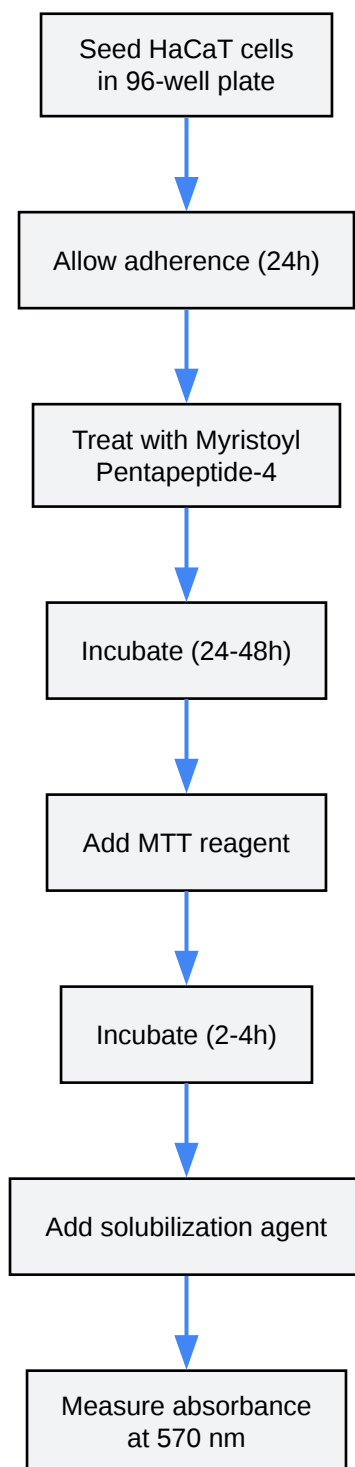 Seed HaCaT cells
in 96-well plate
Allow adherence (24h)
Treat with Myristoyl
Pentapeptide-4
Incubate (24-48h)
Add MTT reagent
Incubate (2-4h)
Add solubilization agent
Measure absorbance
at 570 nm